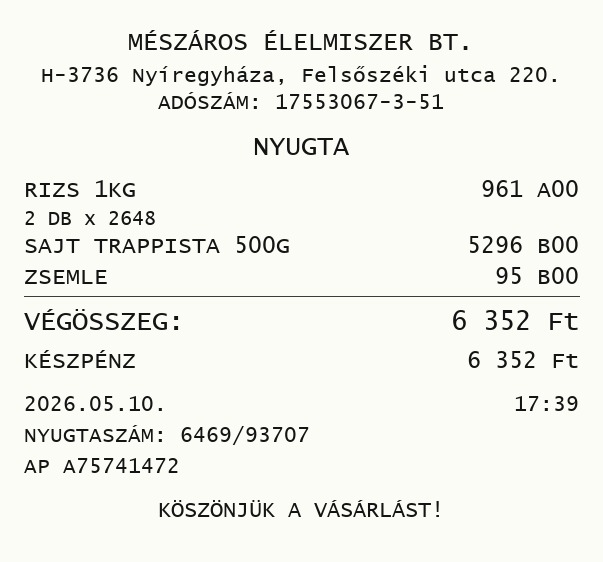 MÉSZÁROS ÉLELMISZER BT.
H-3736 Nyíregyháza, Felsőszéki utca 220.
ADÓSZÁM: 17553067-3-51
NYUGTA
RIZS 1KG 961 A00
2 DB x 2648
SAJT TRAPPISTA 500G 5296 B00
ZSEMLE 95 B00
VÉGÖSSZEG: 6 352 Ft
KÉSZPÉNZ 6 352 Ft
2026.05.10. 17:39
NYUGTASZÁM: 6469/93707
AP A75741472
KÖSZÖNJÜK A VÁSÁRLÁST!